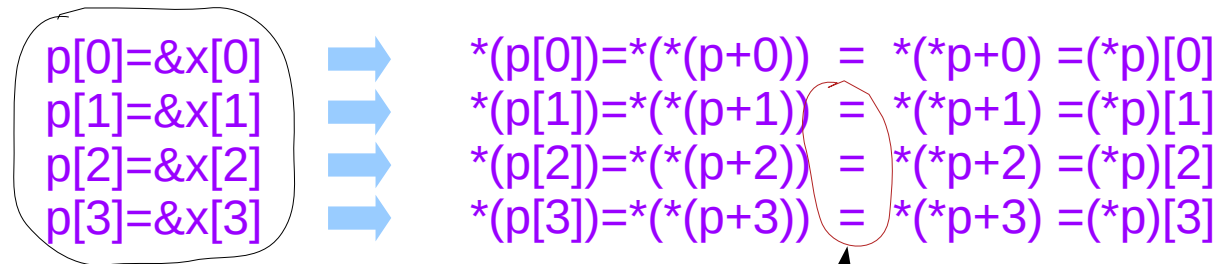 p[0]=&x[0] *(p[0])=*(*(p+0)) = *(*p+0) =(*p)[0]
p[1]=&x[1] *(p[1])=*(*(p+1)) = *(*p+1) =(*p)[1]
p[2]=&x[2] *(p[2])=*(*(p+2)) = *(*p+2) =(*p)[2]
p[3]=&x[3] *(p[3])=*(*(p+3)) = *(*p+3) =(*p)[3]